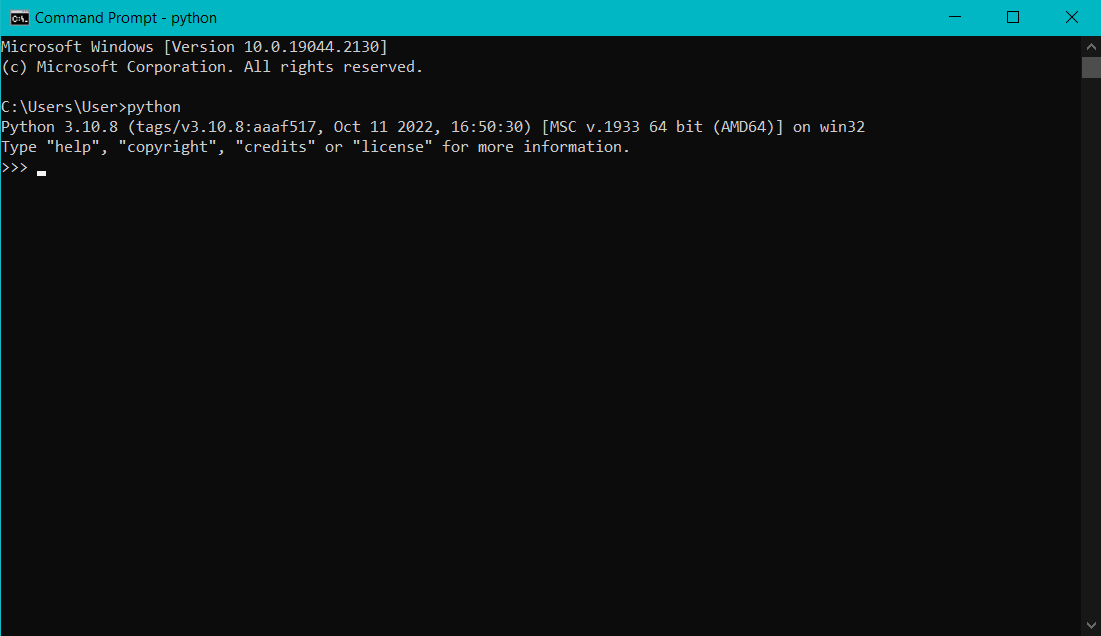 Command Prompt - python
Microsoft Windows [Version 10.0.19044.2130]
(c) Microsoft Corporation. All rights reserved.
C:\Users\User>python
Python 3.10.8 (tags/v3.10.8:aaaf517, Oct 11 2022, 16:50:30) [MSC v.1933 64 bit (AMD64)] on win32
Type "help", "copyright", "credits" or "license" for more information.
>>>